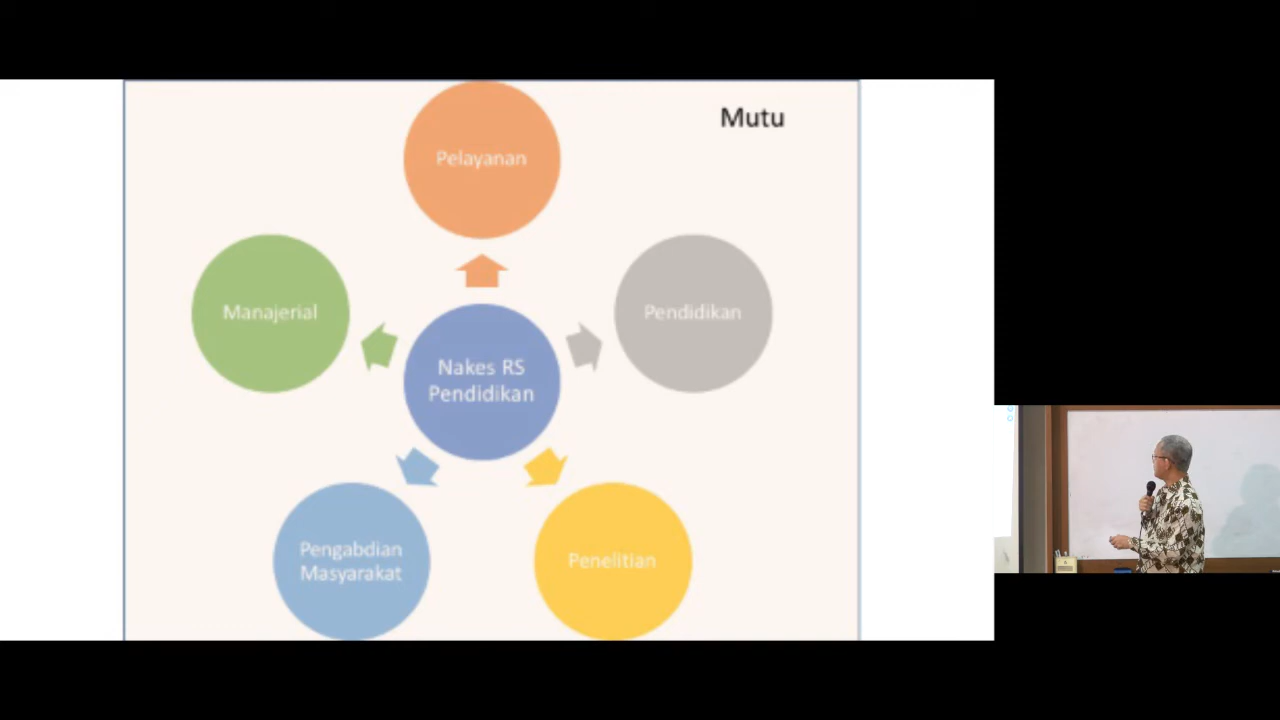 Mutu
Pelayanan
Manajerial
Pendidikan
Nakes RS
Pendidikan
Pengabdian
Masyarakat
Penelitian